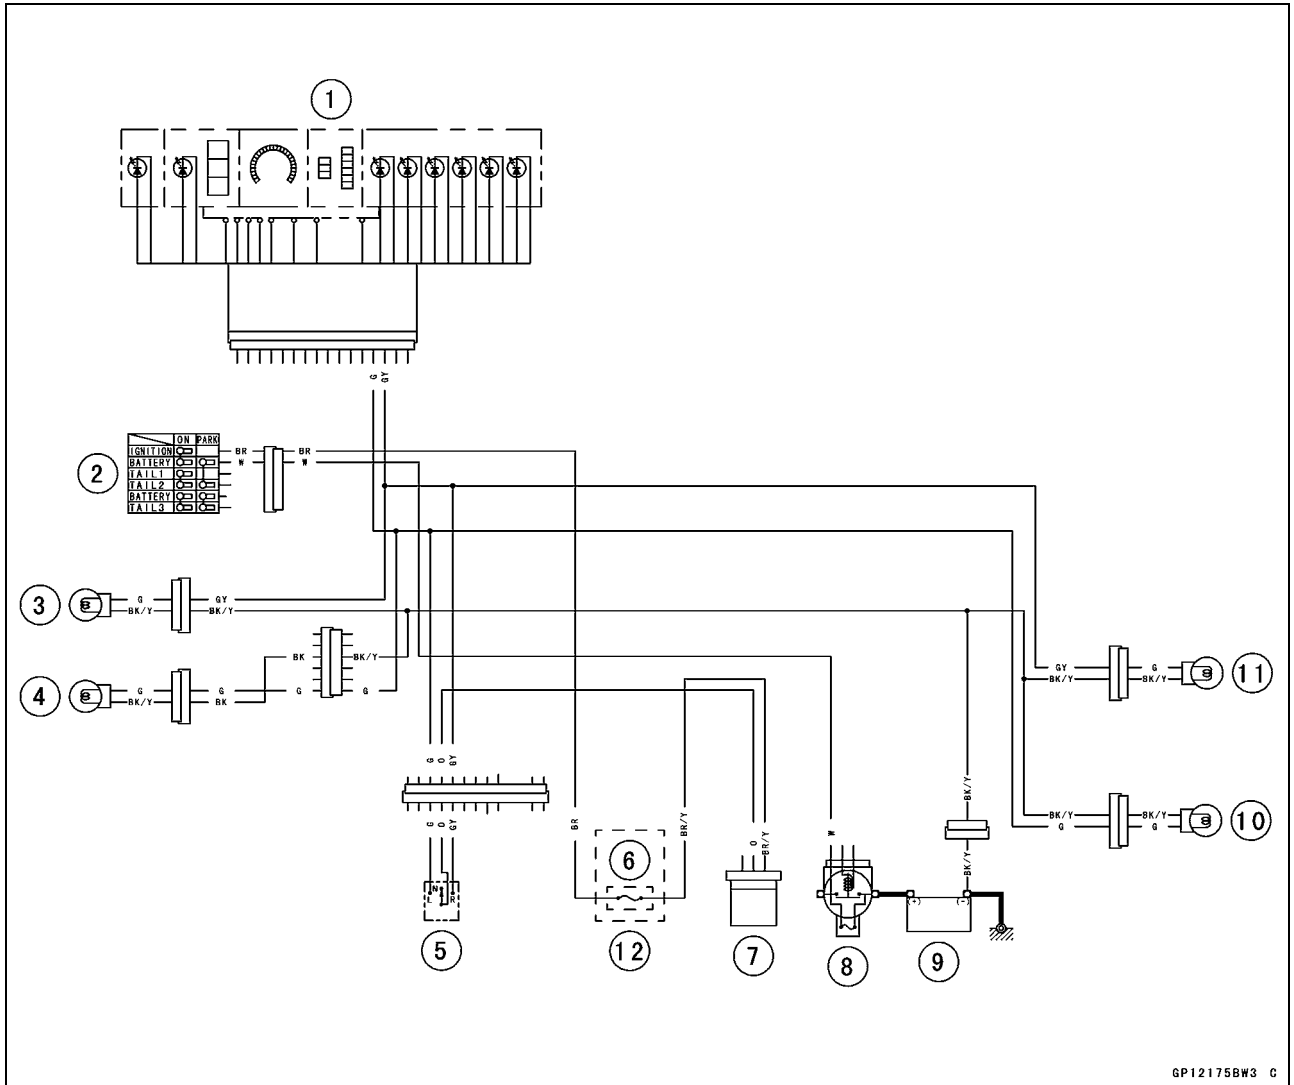 1
G
GY
ON PARK
IGNITION
BATTERY
TAIL1
TAIL2
BATTERY
TAIL3
BR
W
BR
W
2
3
G
BK/Y
GY
BK/Y
4
G
BK/Y
G
BK
BK
G
BK/Y
G
GY
BK/Y
G
BK/Y
11
G
O
GY
G
O
GY
N
L
R
5
BR
6
12
BR/Y
O
BR/Y
7
W
8
(+)
(-)
9
BK/Y
BK/Y
BK/Y
G
BK/Y
G
10
GP12175BW3 C